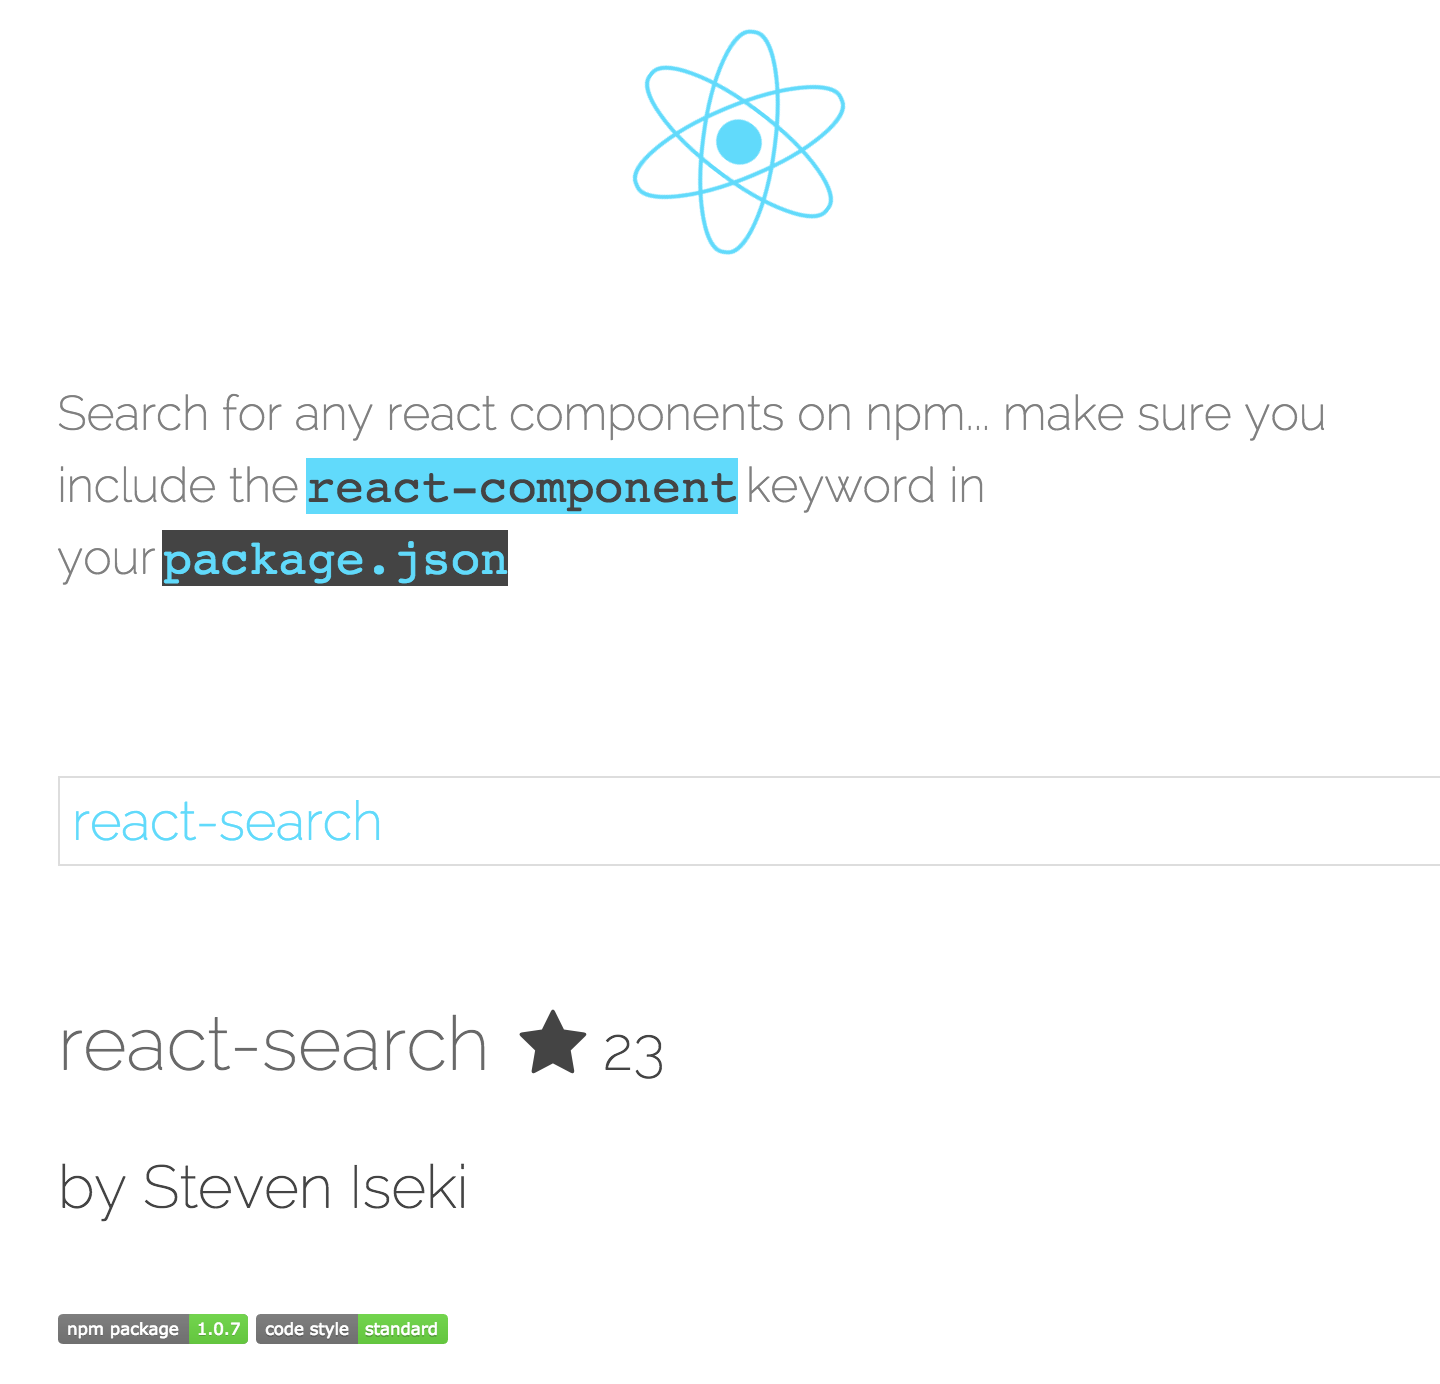 Search for any react components on npm... make sure you
include the react-component keyword in
your package.json
react-search
react-search ★ 23
by Steven Iseki
npm package 1.0.7 code style standard